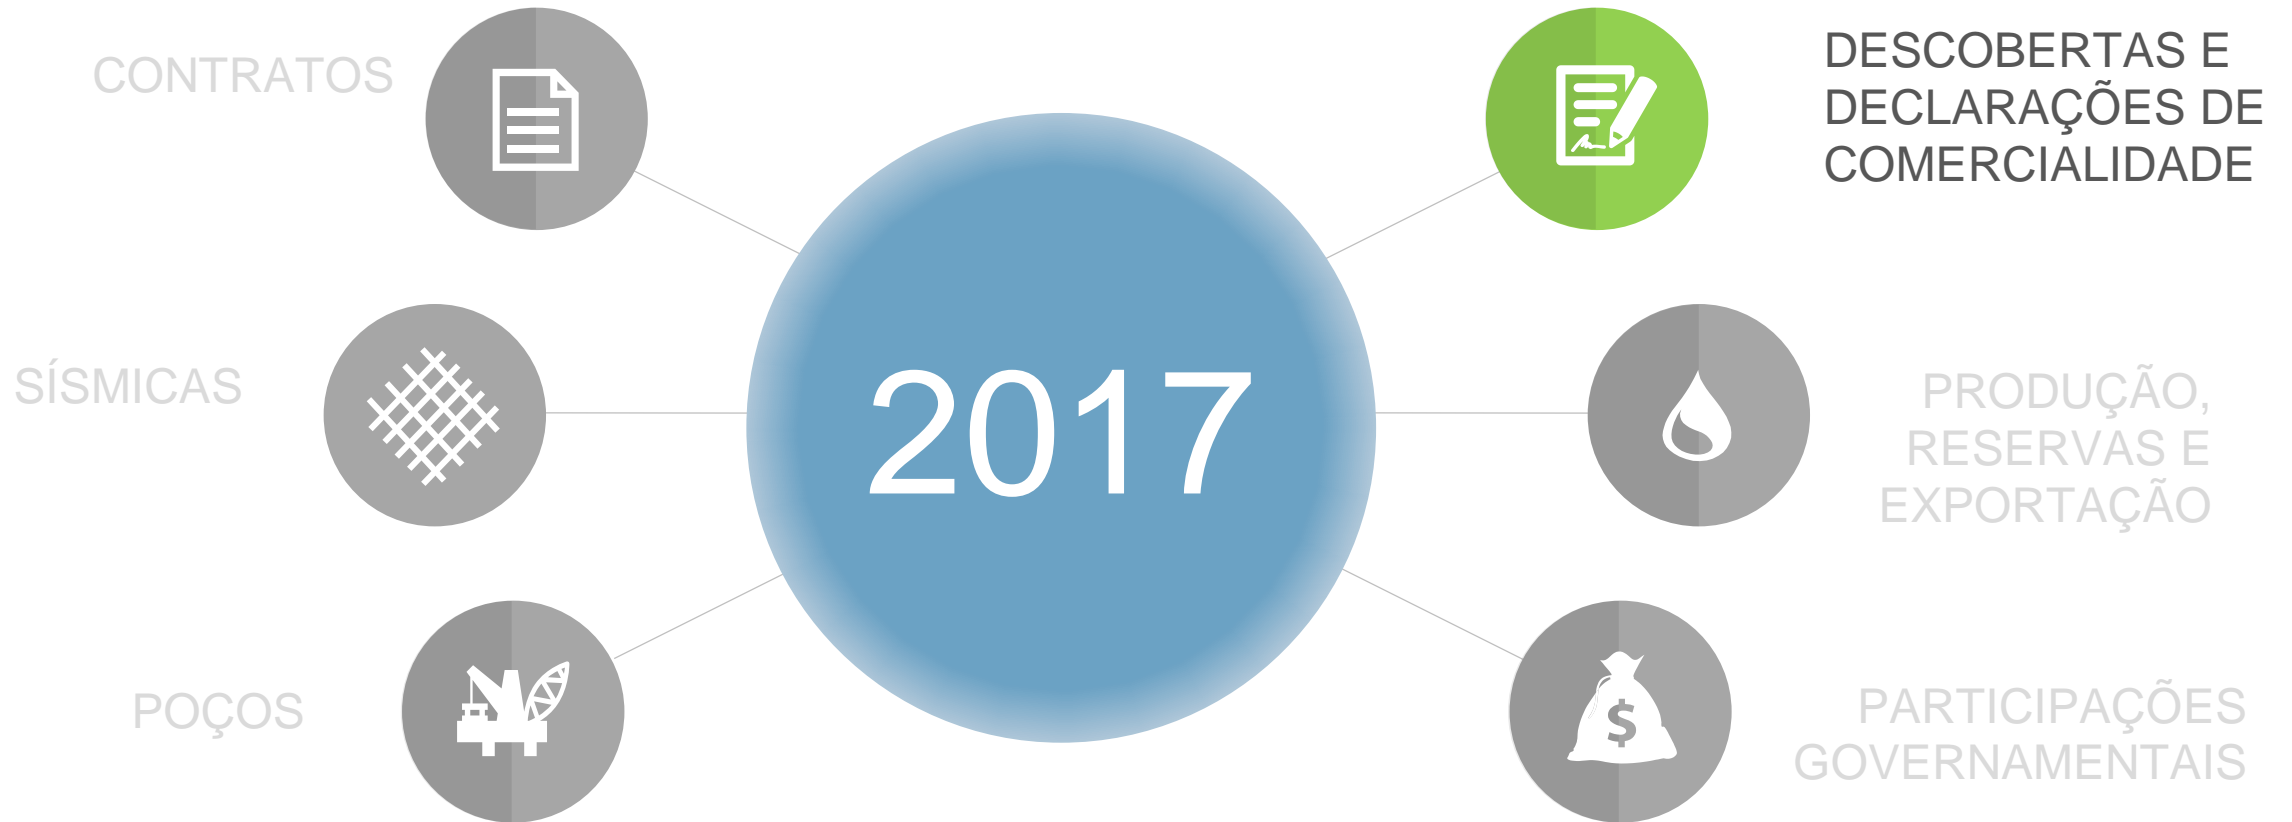 CONTRATOS
SÍSMICAS
POÇOS
2017
DESCOBERTAS E
DECLARAÇÕES DE
COMERCIALIDADE
PRODUÇÃO,
RESERVAS E
EXPORTAÇÃO
$
PARTICIPAÇÕES
GOVERNAMENTAIS